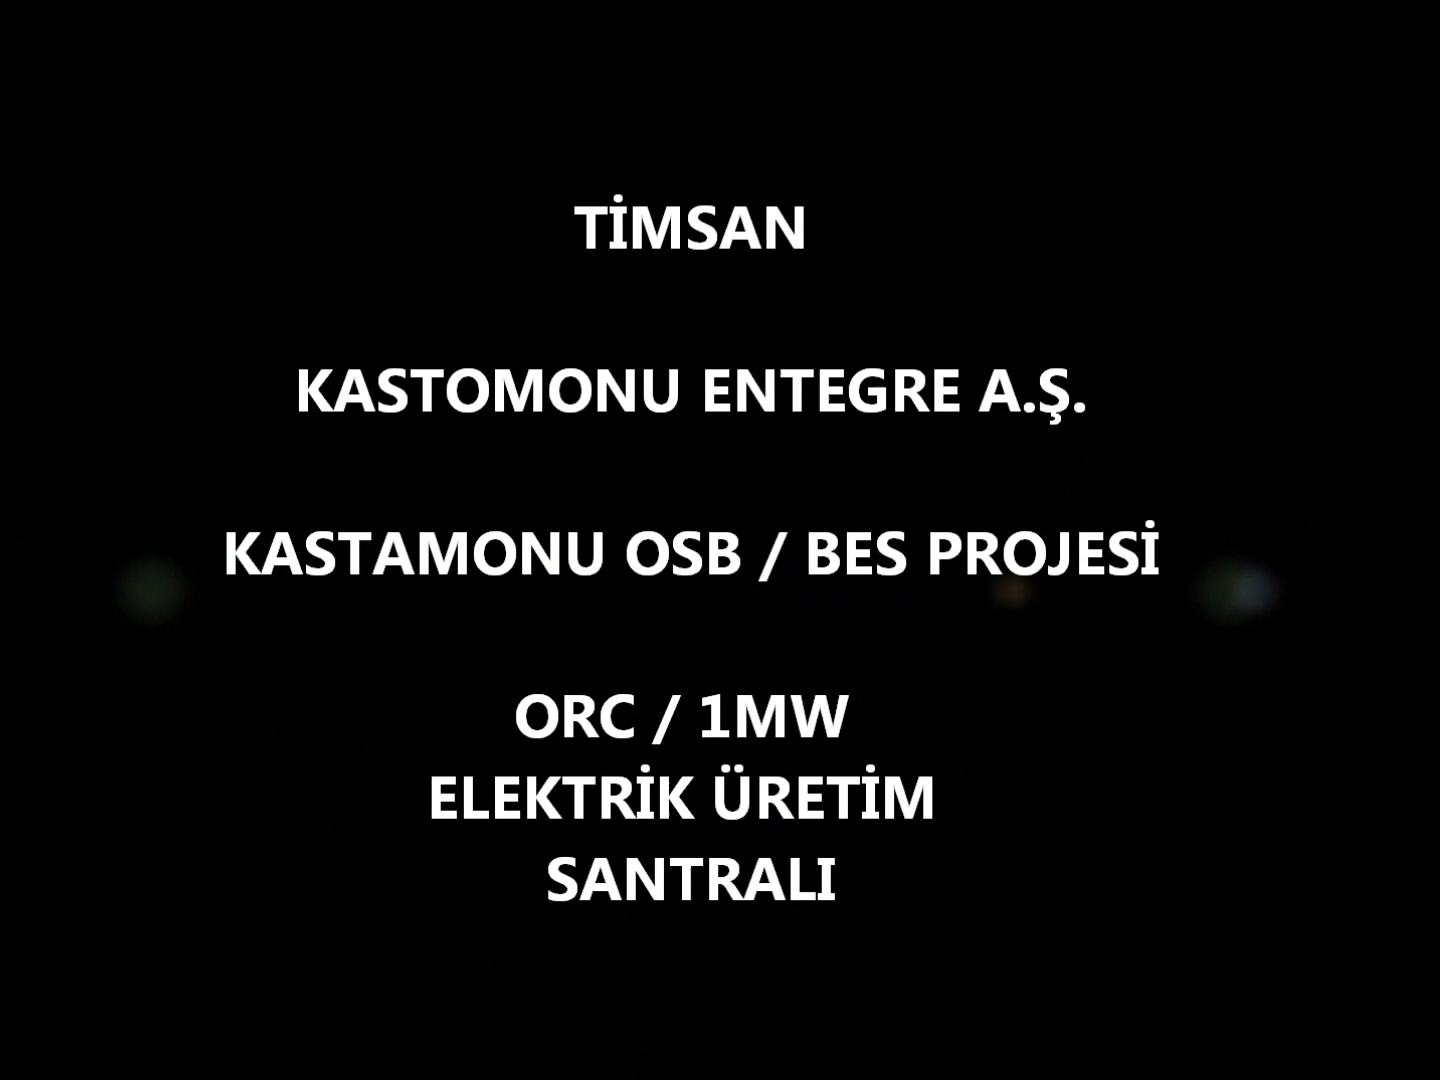 TİMSAN
KASTOMONU ENTEGRE A.Ş.
KASTAMONU OSB / BES PROJESİ
ORC / 1MW
ELEKTRİK ÜRETİM
SANTRALI